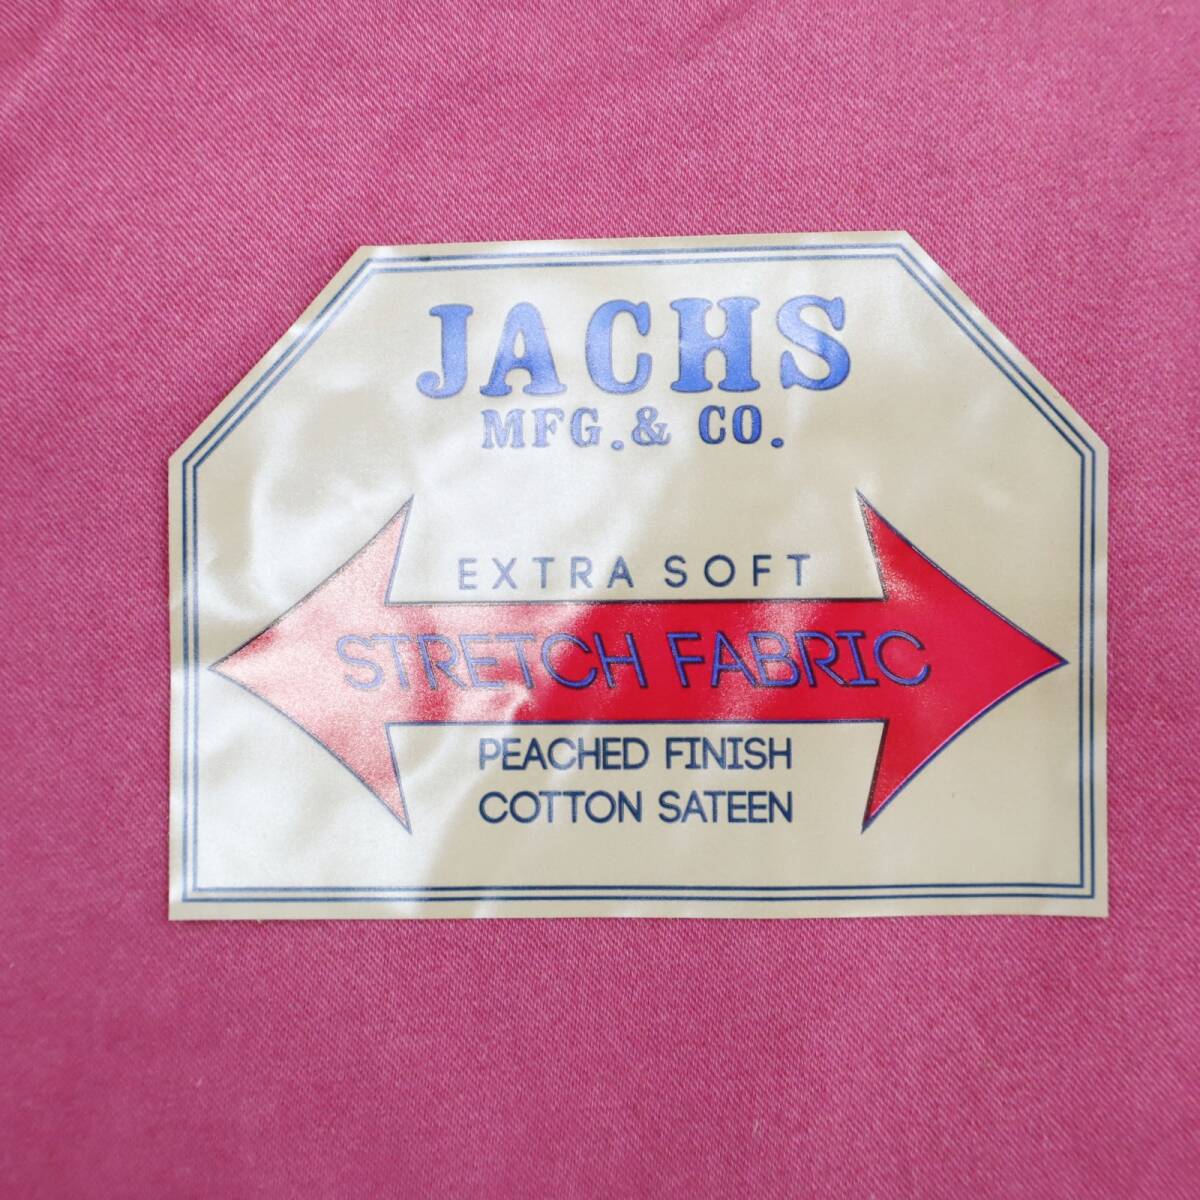 JACHS
MFG. & CO.
EXTRA SOFT
STRETCH FABRIC
PEACHED FINISH
COTTON SATEEN